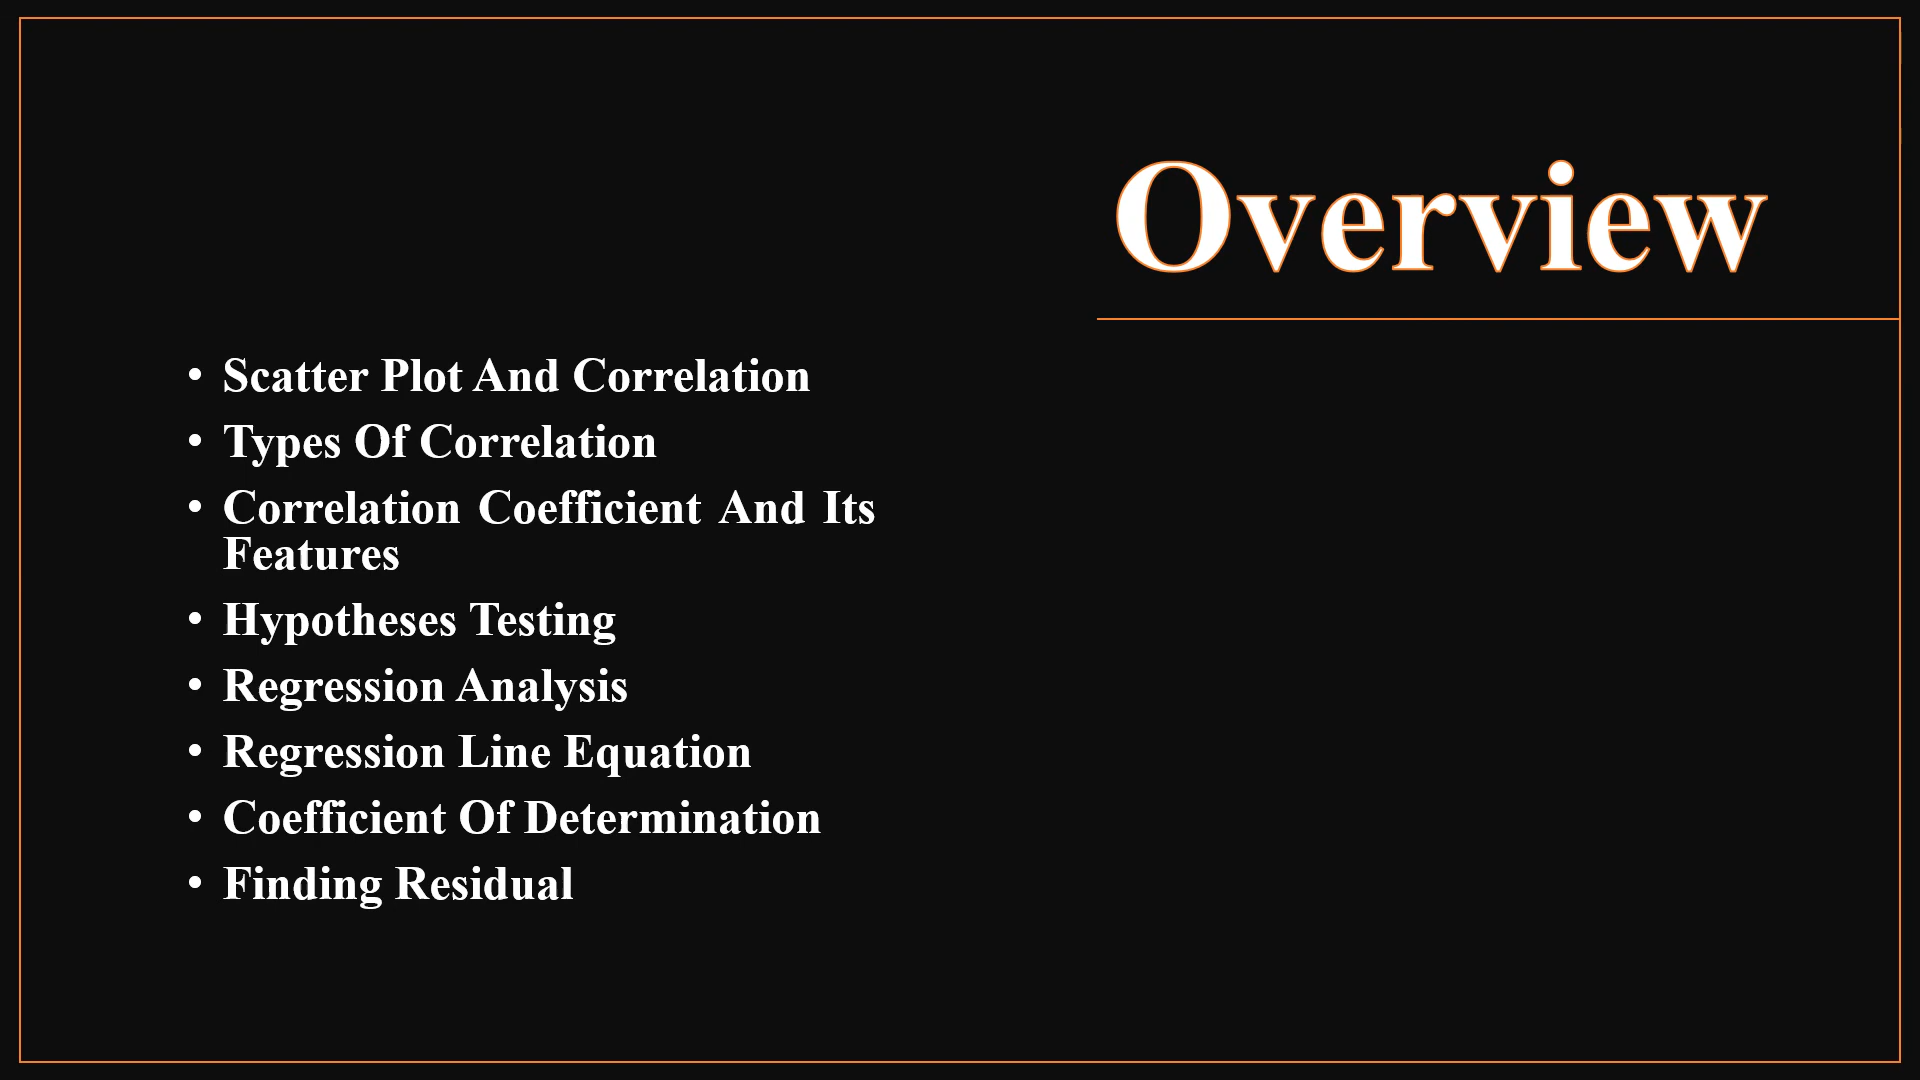 Overview
• Scatter Plot And Correlation
• Types Of Correlation
• Correlation Coefficient And Its
Features
• Hypotheses Testing
• Regression Analysis
• Regression Line Equation
• Coefficient Of Determination
• Finding Residual